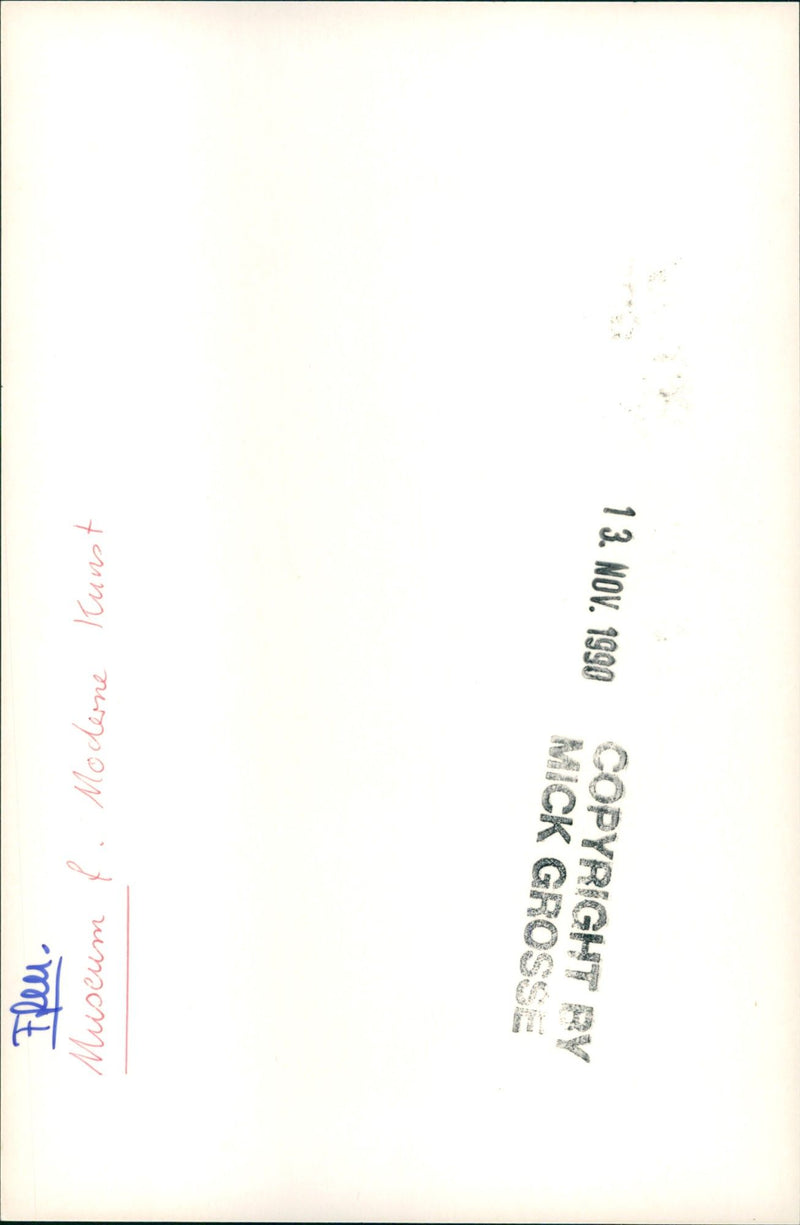 Museum f. Moderne Kunst
13. NOV. 1990
COPYRIGHT BY
MICK GROSSE